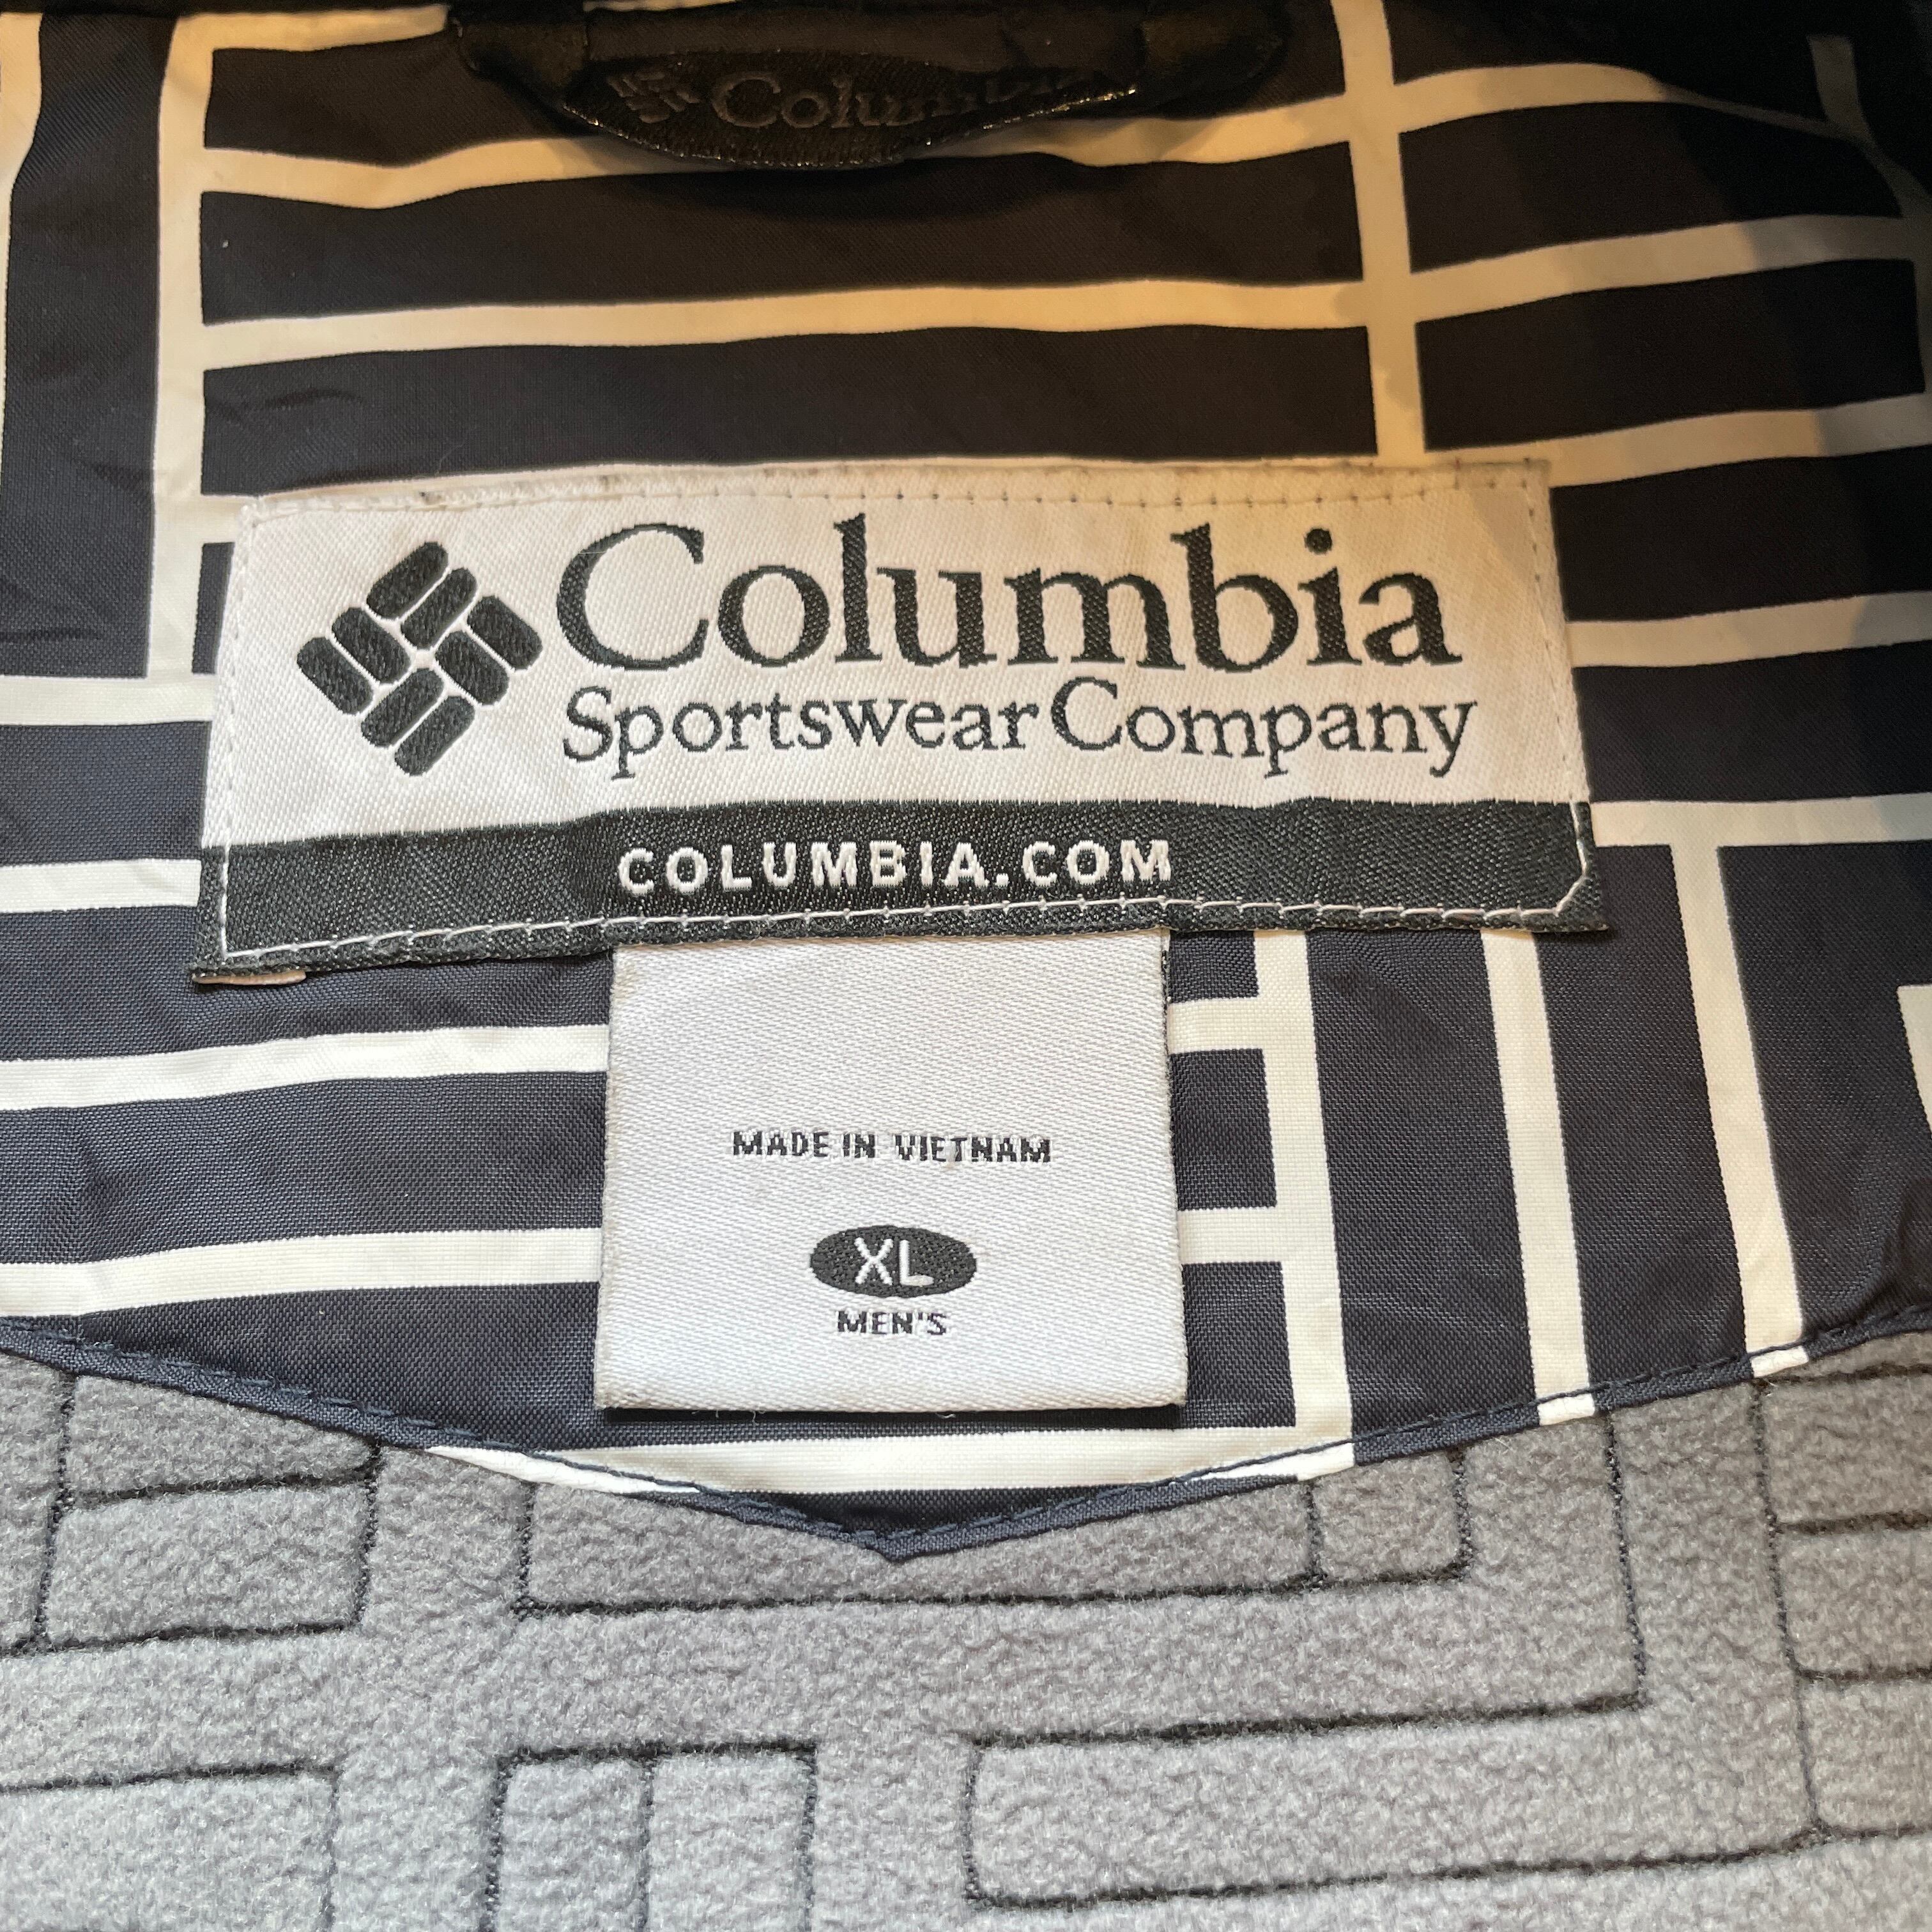 Columbia
Columbia
Sportswear Company
COLUMBIA.COM
MADE IN VIETNAM
XL
MEN'S